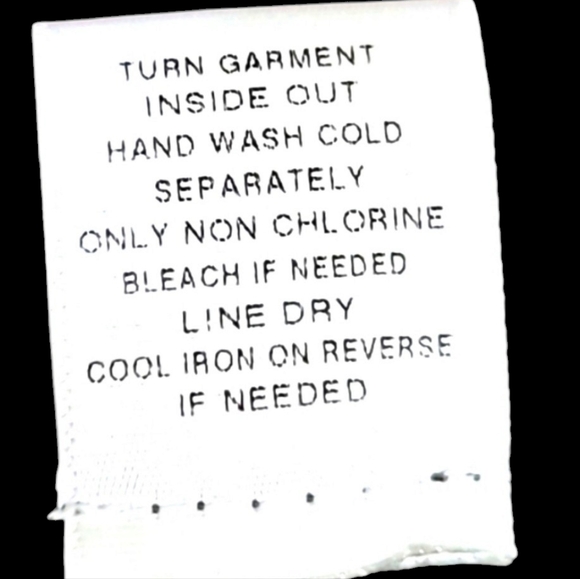 TURN GARMENT
INSIDE OUT
HAND WASH COLD
SEPARATELY
ONLY NON CHLORINE
BLEACH IF NEEDED
LINE DRY
COOL IRON ON REVERSE
IF NEEDED